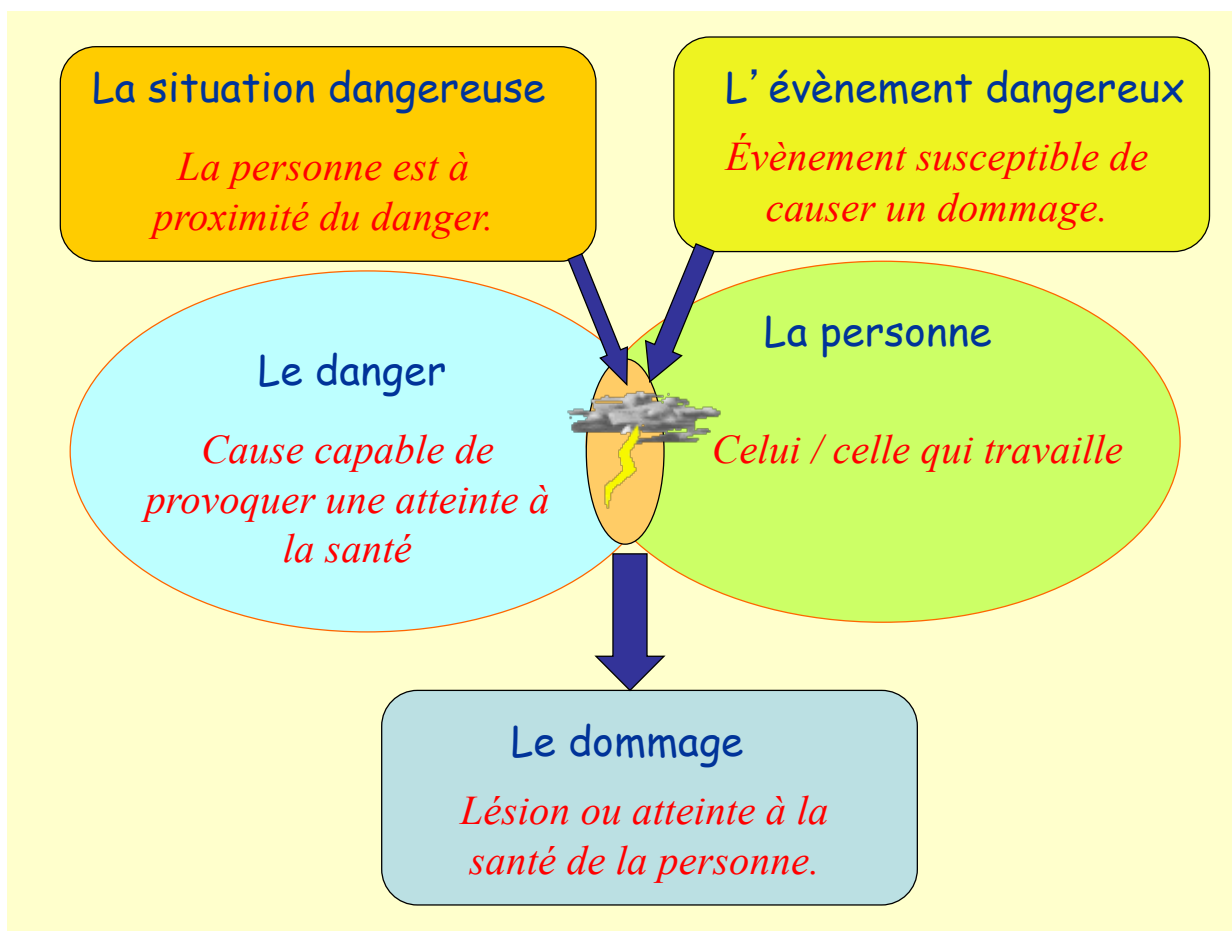 La situation dangereuse
La personne est à
proximité du danger.
L’évènement dangereux
Évènement susceptible de
causer un dommage.
Le danger
Cause capable de
provoquer une atteinte à
la santé
La personne
Celui / celle qui travaille
Le dommage
Lésion ou atteinte à la
santé de la personne.